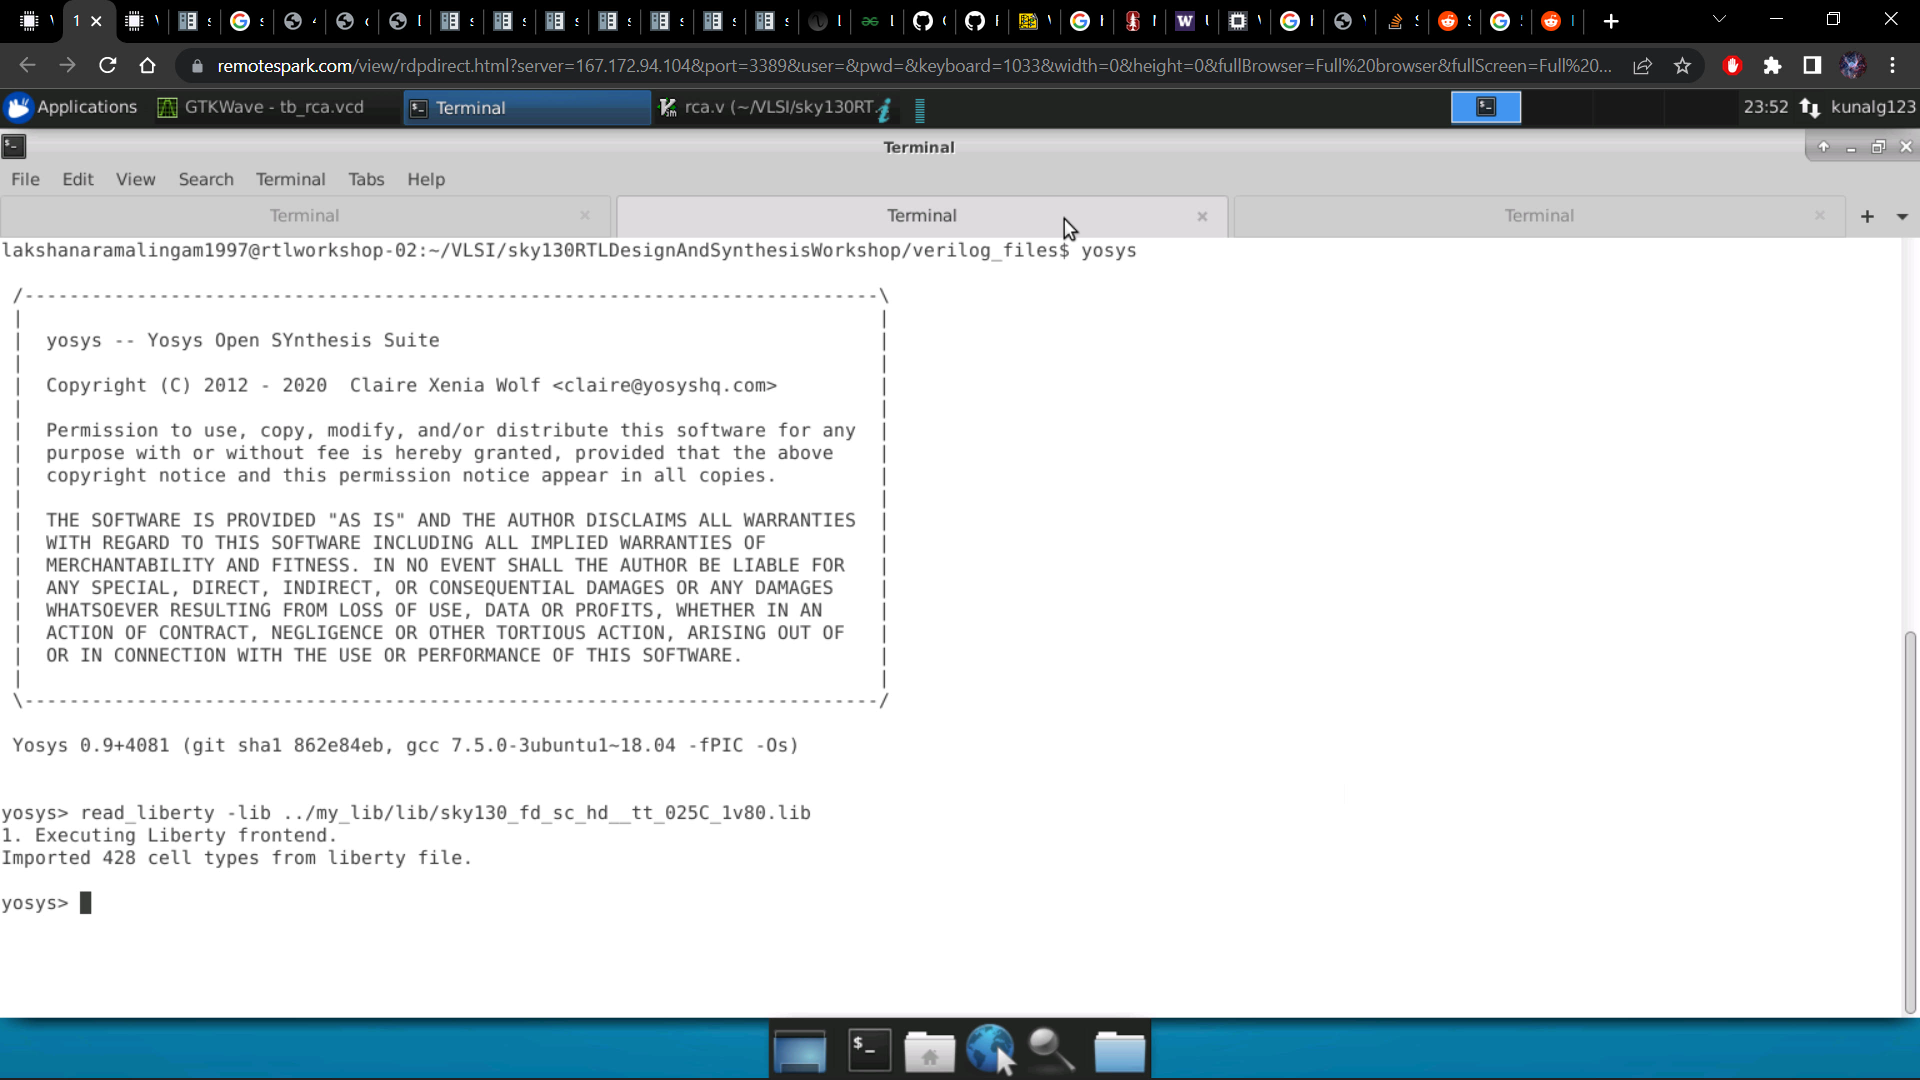 1
remotespark.com/view/rdpdirect.html?server=167.172.94.104&port=3389&user=&pwd=&keyboard=1033&width=0&height=0&fullBrowser=Full%20browser&fullScreen=Full%20...
Applications GTKWave - tb_rca.vcd Terminal rca.v (~/VLSI/sky130RT... 23:52 kunalg123
Terminal
File Edit View Search Terminal Tabs Help
Terminal Terminal Terminal
lakshanaramalingam1997@rtlworkshop-02:~/VLSI/sky130RTLDesignAndSynthesisWorkshop/verilog_files$ yosys
/----------------------------------------------------------------------------\
|                                                                            |
|  yosys -- Yosys Open SYnthesis Suite                                       |
|                                                                            |
|  Copyright (C) 2012 - 2020  Claire Xenia Wolf <claire@yosyshq.com>         |
|                                                                            |
|  Permission to use, copy, modify, and/or distribute this software for any  |
|  purpose with or without fee is hereby granted, provided that the above    |
|  copyright notice and this permission notice appear in all copies.         |
|                                                                            |
|  THE SOFTWARE IS PROVIDED "AS IS" AND THE AUTHOR DISCLAIMS ALL WARRANTIES  |
|  WITH REGARD TO THIS SOFTWARE INCLUDING ALL IMPLIED WARRANTIES OF          |
|  MERCHANTABILITY AND FITNESS. IN NO EVENT SHALL THE AUTHOR BE LIABLE FOR   |
|  ANY SPECIAL, DIRECT, INDIRECT, OR CONSEQUENTIAL DAMAGES OR ANY DAMAGES    |
|  WHATSOEVER RESULTING FROM LOSS OF USE, DATA OR PROFITS, WHETHER IN AN     |
|  ACTION OF CONTRACT, NEGLIGENCE OR OTHER TORTIOUS ACTION, ARISING OUT OF   |
|  OR IN CONNECTION WITH THE USE OR PERFORMANCE OF THIS SOFTWARE.            |
|                                                                            |
\----------------------------------------------------------------------------/
Yosys 0.9+4081 (git sha1 862e84eb, gcc 7.5.0-3ubuntu1~18.04 -fPIC -Os)
yosys> read_liberty -lib ../my_lib/lib/sky130_fd_sc_hd__tt_025C_1v80.lib
1. Executing Liberty frontend.
Imported 428 cell types from liberty file.
yosys>